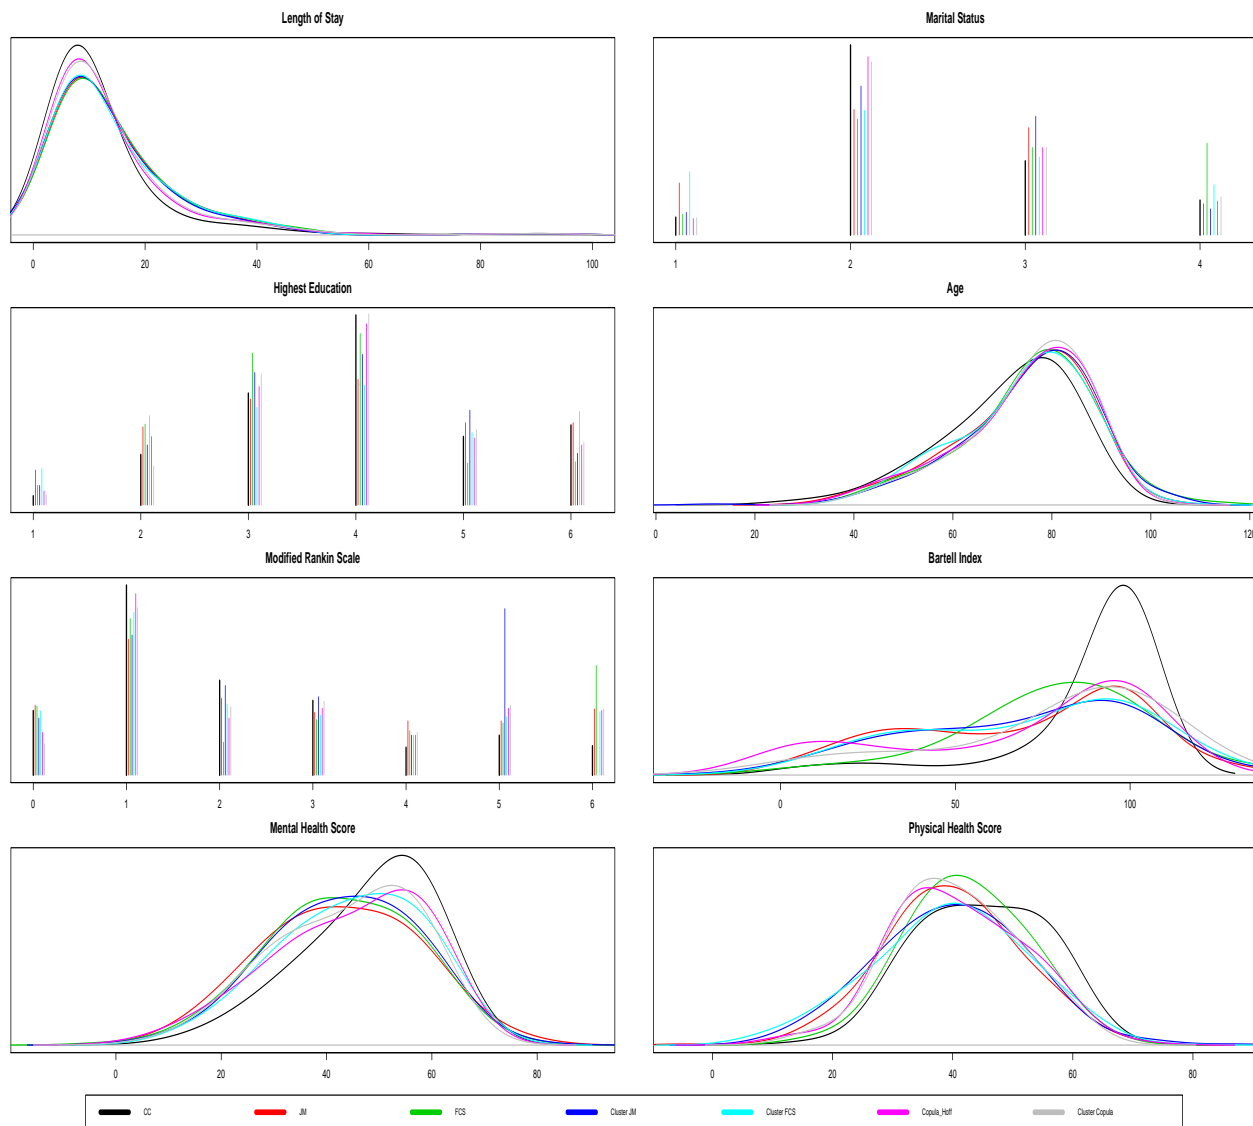 Length of Stay
0 20 40 60 80 100
Marital Status
1 2 3 4
Highest Education
1 2 3 4 5 6
Age
0 20 40 60 80 100 120
Modified Rankin Scale
0 1 2 3 4 5 6
Bartell Index
0 50 100
Mental Health Score
0 20 40 60 80
Physical Health Score
0 20 40 60 80
CC JM FCS Cluster JM Cluster FCS Copula_Hoff Cluster Copula